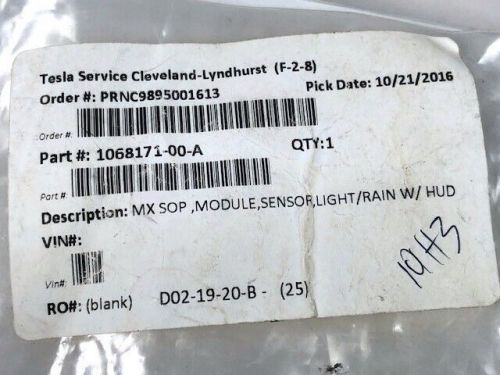 Tesla Service Cleveland-Lyndhurst (F-2-8)
Order #: PRNC9895001613 Pick Date: 10/21/2016
Order #:
Part #: 1068171-00-A QTY:1
Part #:
Description: MX SOP ,MODULE,SENSOR,LIGHT/RAIN W/ HUD
VIN#:
Vin#:
RO#: (blank) D02-19-20-B - (25)